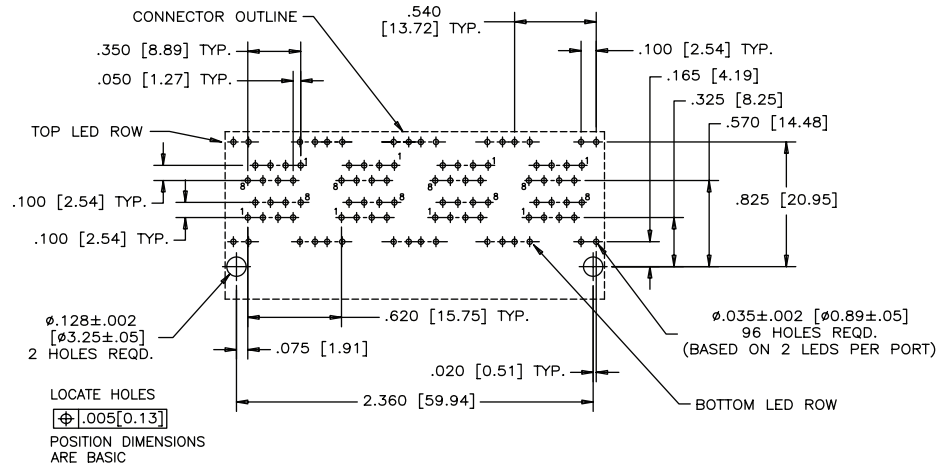 CONNECTOR OUTLINE
.540
[13.72] TYP.
.350 [8.89] TYP.
.100 [2.54] TYP.
.050 [1.27] TYP.
.165 [4.19]
.325 [8.25]
.570 [14.48]
TOP LED ROW
1 1 1 1
8 8 8 8
.100 [2.54] TYP.
8 8 8 8
1 1 1 1
.825 [20.95]
.100 [2.54] TYP.
ø.128±.002
[ø3.25±.05]
2 HOLES REQD.
.620 [15.75] TYP.
ø.035±.002 [ø0.89±.05]
96 HOLES REQD.
(BASED ON 2 LEDS PER PORT)
.075 [1.91]
.020 [0.51] TYP.
LOCATE HOLES
⌖ .005[0.13]
2.360 [59.94]
BOTTOM LED ROW
POSITION DIMENSIONS
ARE BASIC